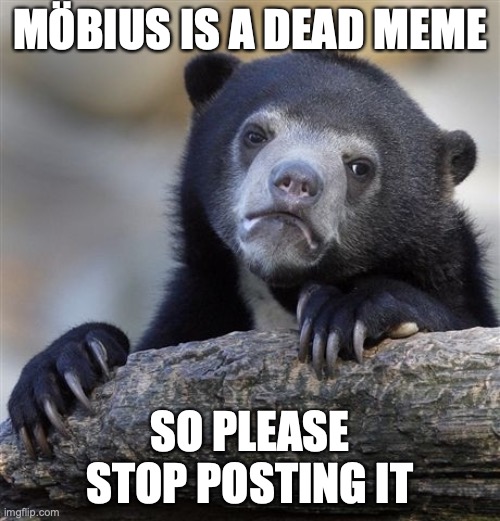 MÖBIUS IS A DEAD MEME
SO PLEASE
STOP POSTING IT
imgflip.com